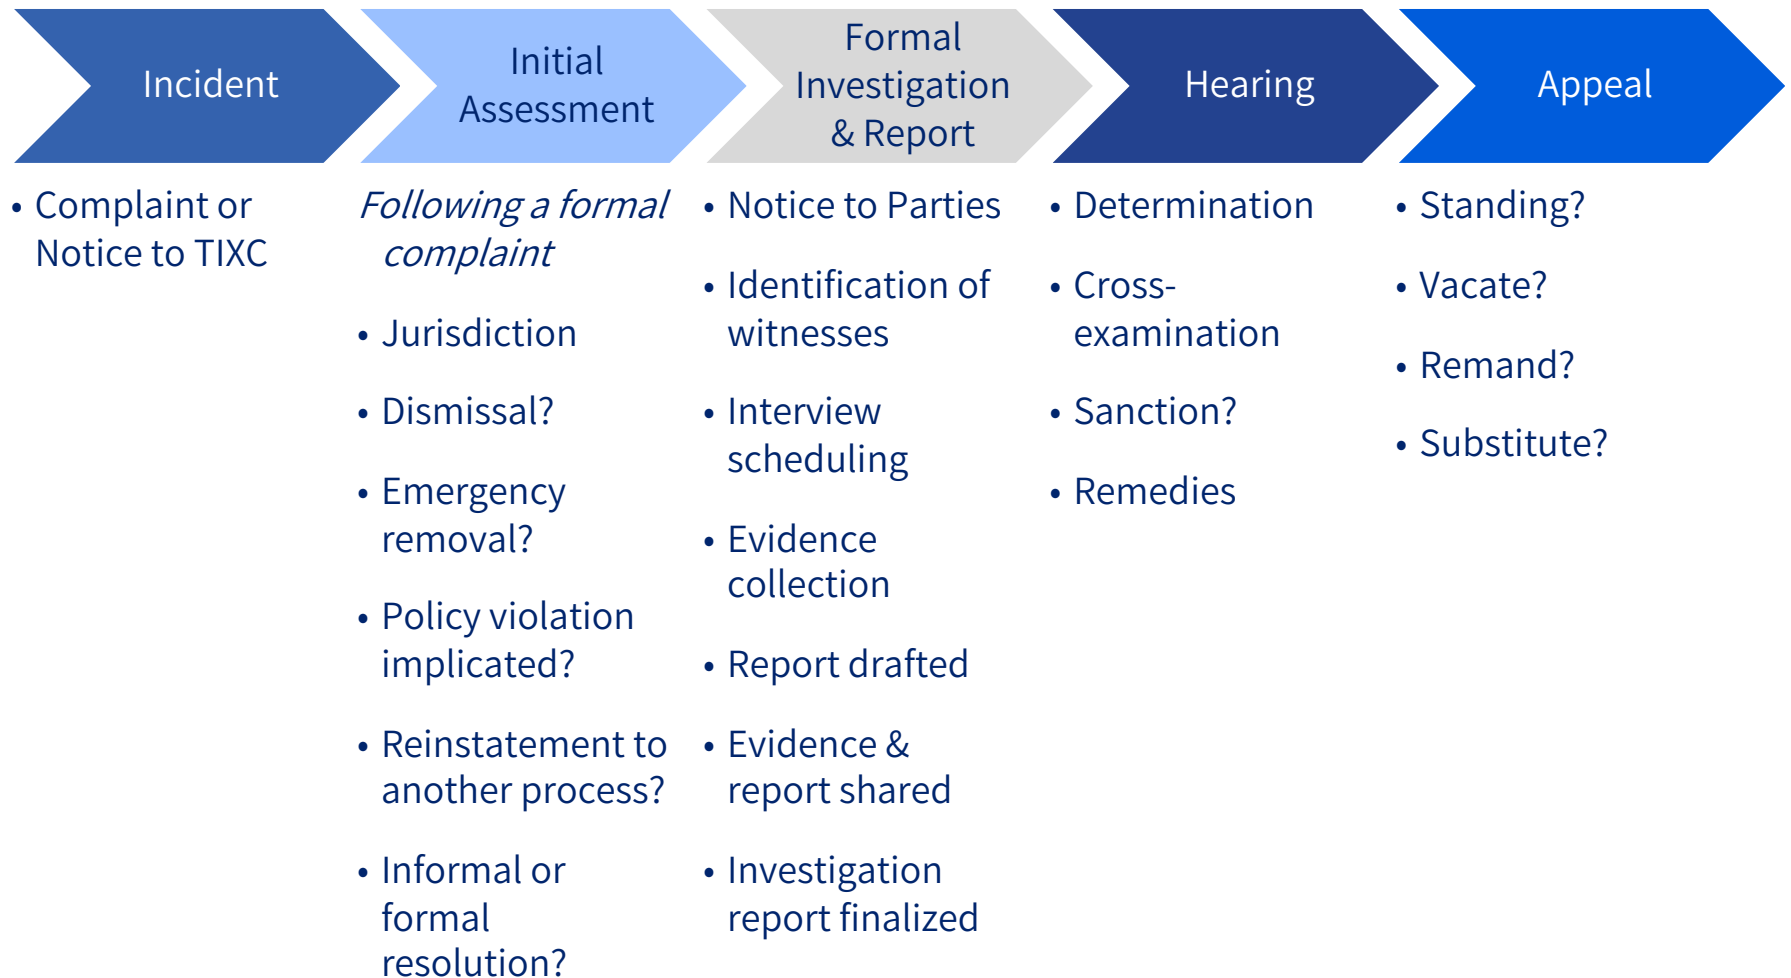 Incident
Initial
Assessment
Formal
Investigation
& Report
Hearing
Appeal
• Complaint or
Notice to TIXC
Following a formal
complaint
• Jurisdiction
• Dismissal?
• Emergency
removal?
• Policy violation
implicated?
• Reinstatement to
another process?
• Informal or
formal
resolution?
• Notice to Parties
• Identification of
witnesses
• Interview
scheduling
• Evidence
collection
• Report drafted
• Evidence &
report shared
• Investigation
report finalized
• Determination
• Cross-
examination
• Sanction?
• Remedies
• Standing?
• Vacate?
• Remand?
• Substitute?